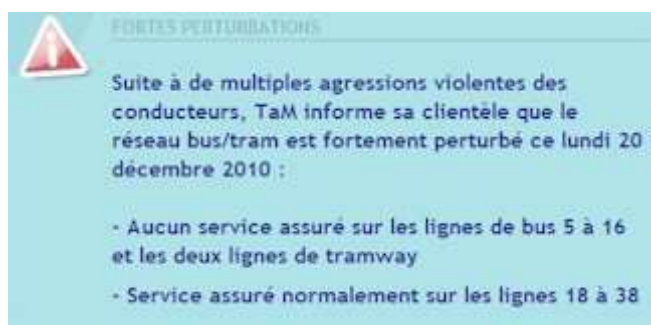 FORTES PERTURBATIONS
Suite à de multiples agressions violentes des
conducteurs, TaM informe sa clientèle que le
réseau bus/tram est fortement perturbé ce lundi 20
décembre 2010 :
- Aucun service assuré sur les lignes de bus 5 à 16
et les deux lignes de tramway
- Service assuré normalement sur les lignes 18 à 38